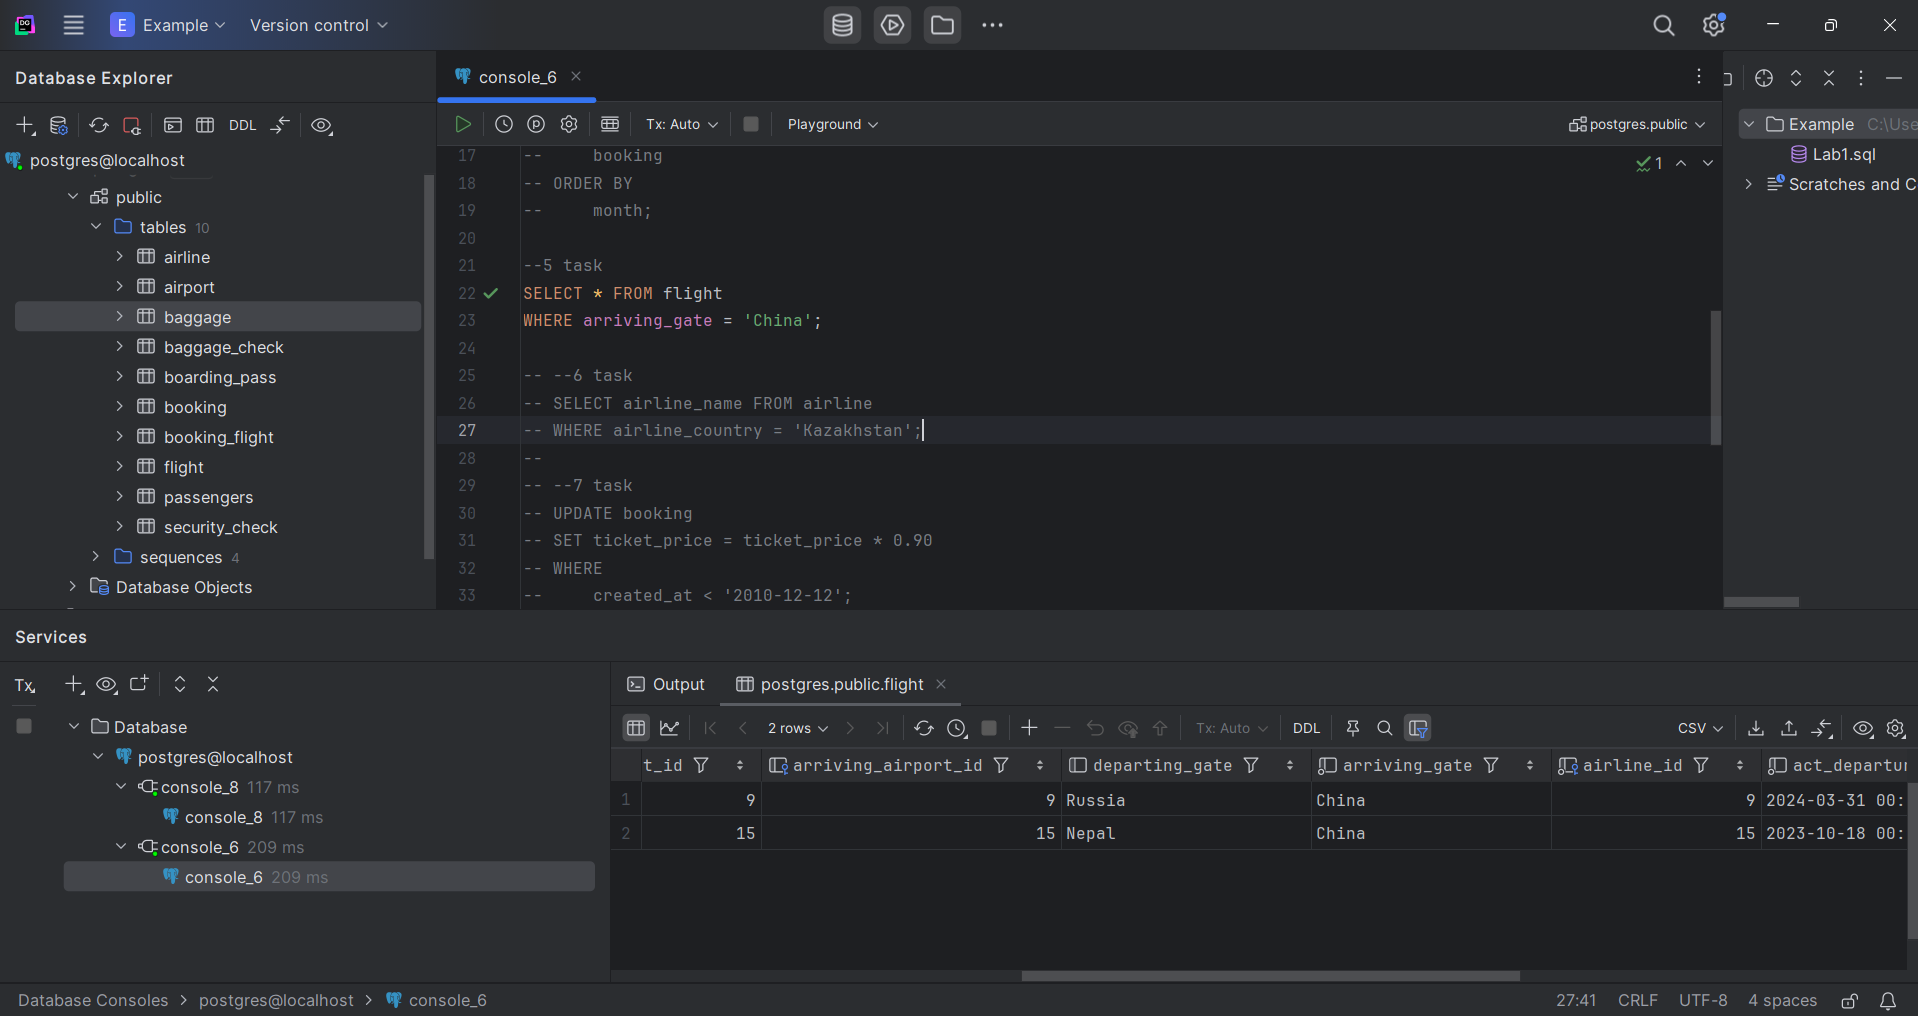 E Example Version control
Database Explorer
DDL
postgres@localhost
public
tables 10
airline
airport
baggage
baggage_check
boarding_pass
booking
booking_flight
flight
passengers
security_check
sequences 4
Database Objects
console_6
Tx: Auto Playground postgres.public
17 -- booking
18 -- ORDER BY
19 -- month;
20
21 --5 task
22 SELECT * FROM flight
23 WHERE arriving_gate = 'China';
24
25 -- --6 task
26 -- SELECT airline_name FROM airline
27 -- WHERE airline_country = 'Kazakhstan';
28 --
29 -- --7 task
30 -- UPDATE booking
31 -- SET ticket_price = ticket_price * 0.90
32 -- WHERE
33 -- created_at < '2010-12-12';
1
Example C:\Use
Lab1.sql
Scratches and C
Services
Tx
Database
postgres@localhost
console_8 117 ms
console_8 117 ms
console_6 209 ms
console_6 209 ms
Output postgres.public.flight
2 rows Tx: Auto DDL CSV
t_id arriving_airport_id departing_gate arriving_gate airline_id act_departur
1 9 9 Russia China 9 2024-03-31 00:
2 15 15 Nepal China 15 2023-10-18 00:
Database Consoles > postgres@localhost > console_6
27:41 CRLF UTF-8 4 spaces